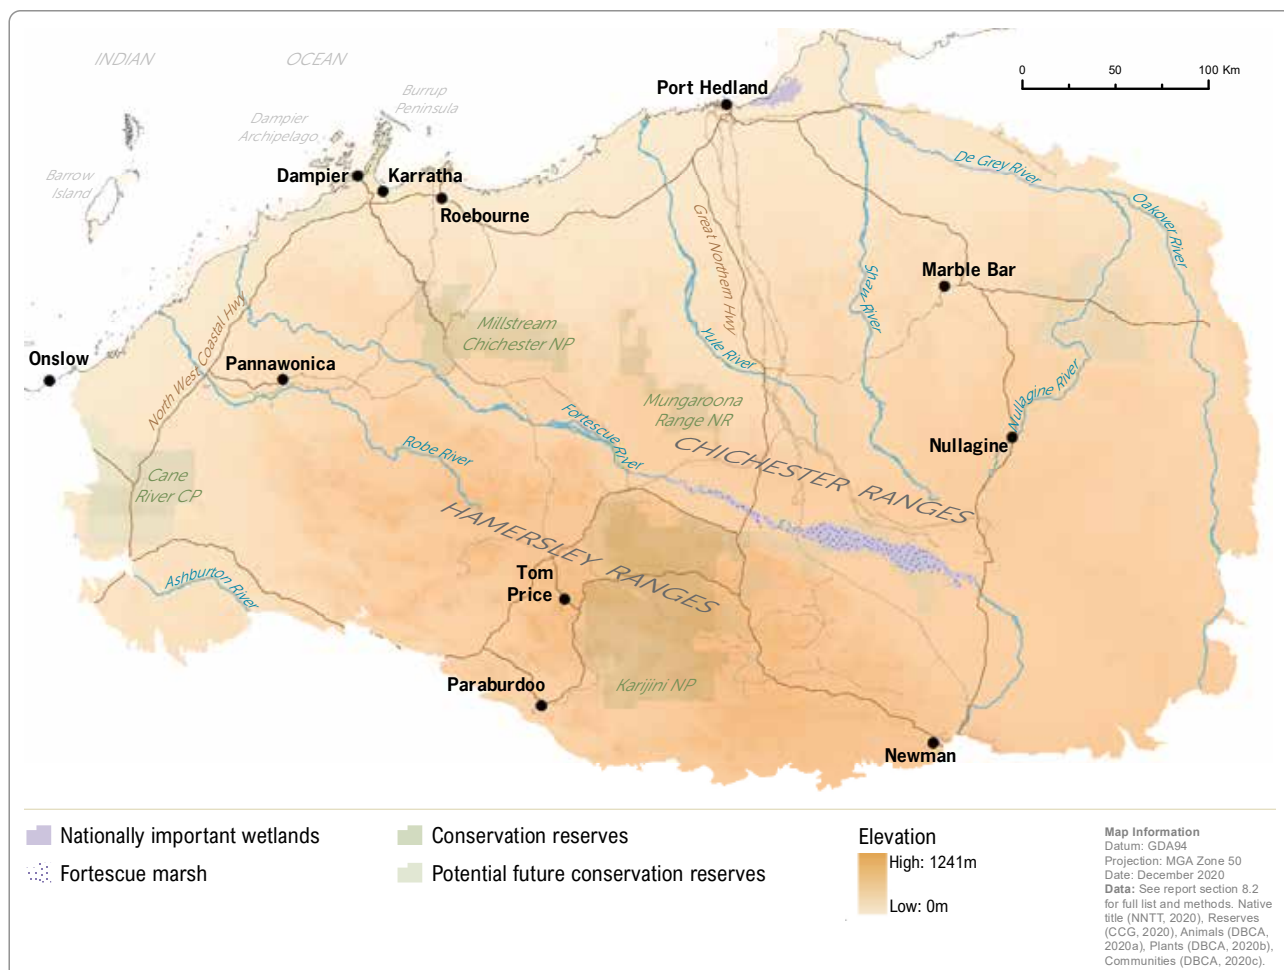 INDIAN
OCEAN
0
50
100 Km
Port Hedland
Burrup
Peninsula
Dampier
Archipelago
Barrow
Island
Dampier
Karratha
Roebourne
De Grey River
Oakover River
Great Northern Hwy
Shaw River
Marble Bar
North West Coastal Hwy
Millstream
Chichester NP
Yule River
Onslow
Pannawonica
Mungaroona
Range NR
Nullagine River
Fortescue River
Robe River
CHICHESTER RANGES
Nullagine
Cane
River CP
HAMERSLEY RANGES
Ashburton River
Tom
Price
Paraburdoo
Karijini NP
Newman
Nationally important wetlands
Fortescue marsh
Conservation reserves
Potential future conservation reserves
Elevation
High: 1241m
Low: 0m
Map Information
Datum: GDA94
Projection: MGA Zone 50
Date: December 2020
Data: See report section 8.2
for full list and methods. Native
title (NNTT, 2020), Reserves
(CCG, 2020), Animals (DBCA,
2020a), Plants (DBCA, 2020b),
Communities (DBCA, 2020c).